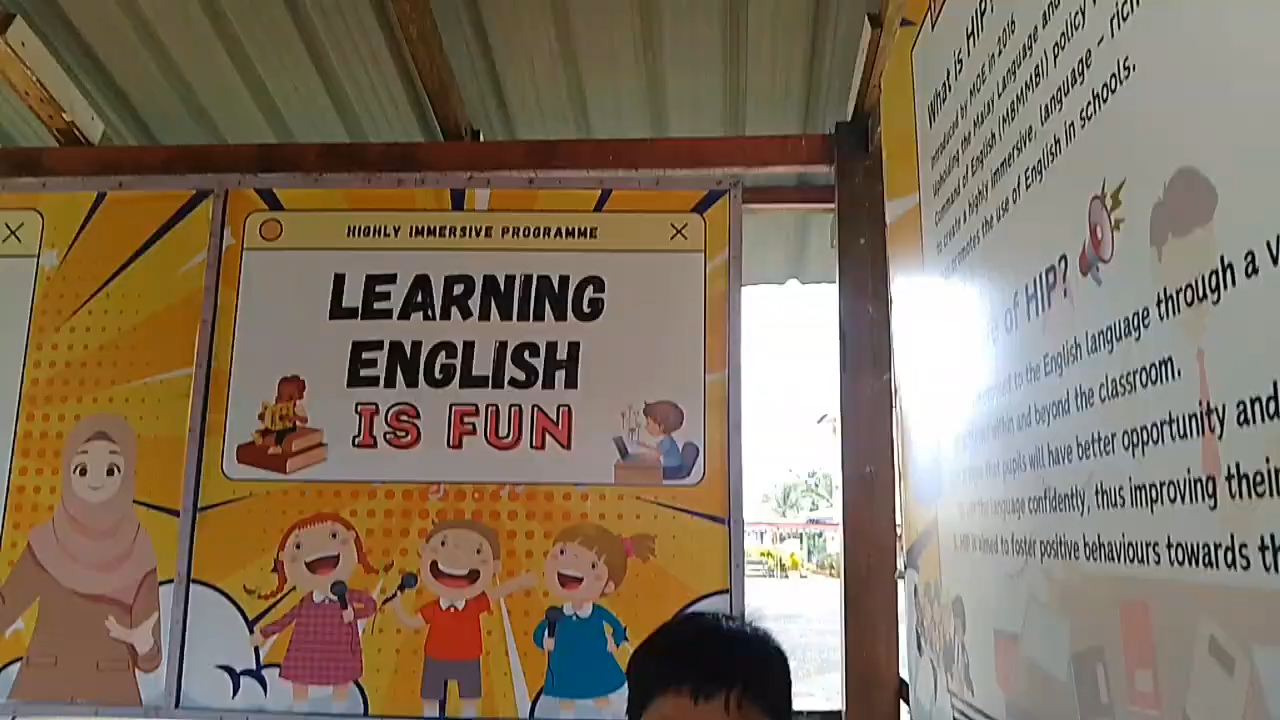 HIGHLY IMMERSIVE PROGRAMME
LEARNING
ENGLISH
IS FUN
What is HIP?
Introduced by MOE in 2016
Upholding the Malay Language and
Command of English (MBMMBI) policy
to create a highly immersive, language - rich
promotes the use of English in schools.
of HIP?
to the English language through a
within and beyond the classroom.
that pupils will have better opportunity and
language confidently, thus improving their
HIP is aimed to foster positive behaviours towards